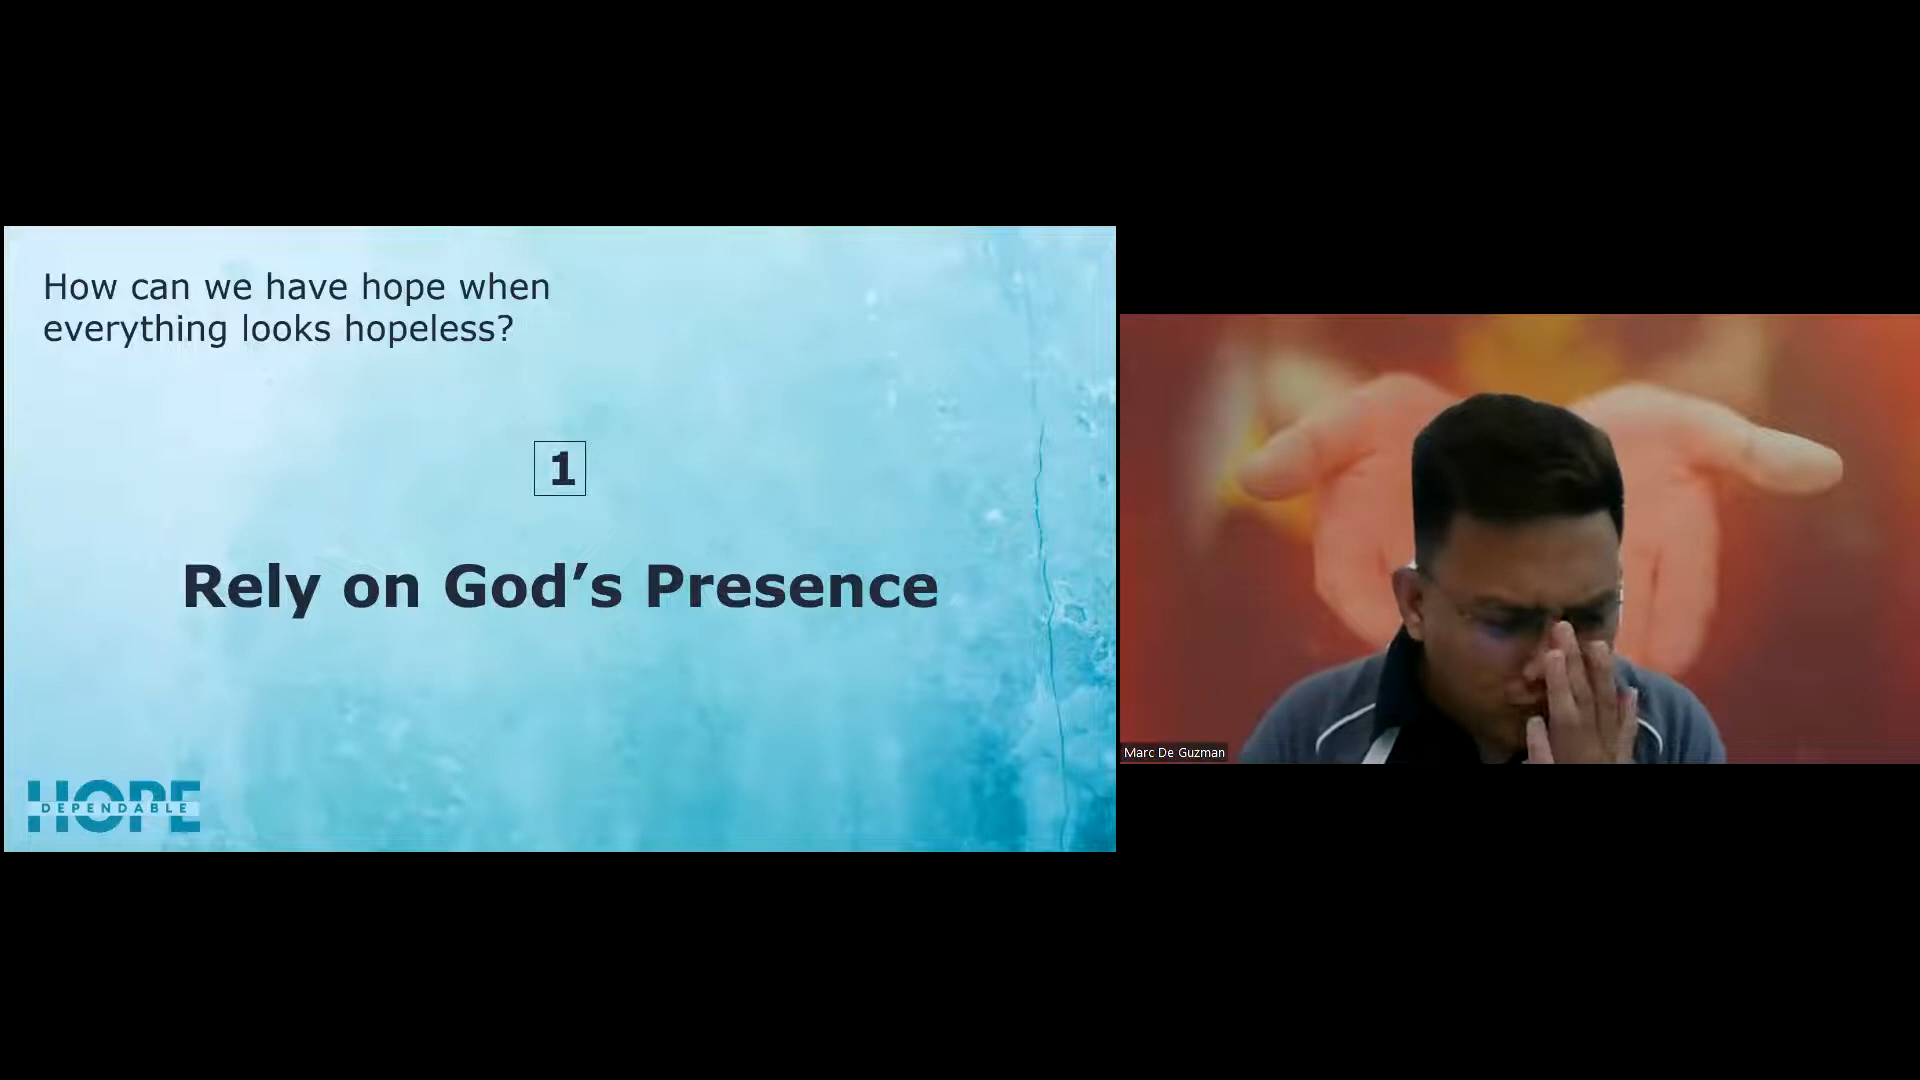 How can we have hope when
everything looks hopeless?
1
Rely on God’s Presence
HOPE
DEPENDABLE
Marc De Guzman